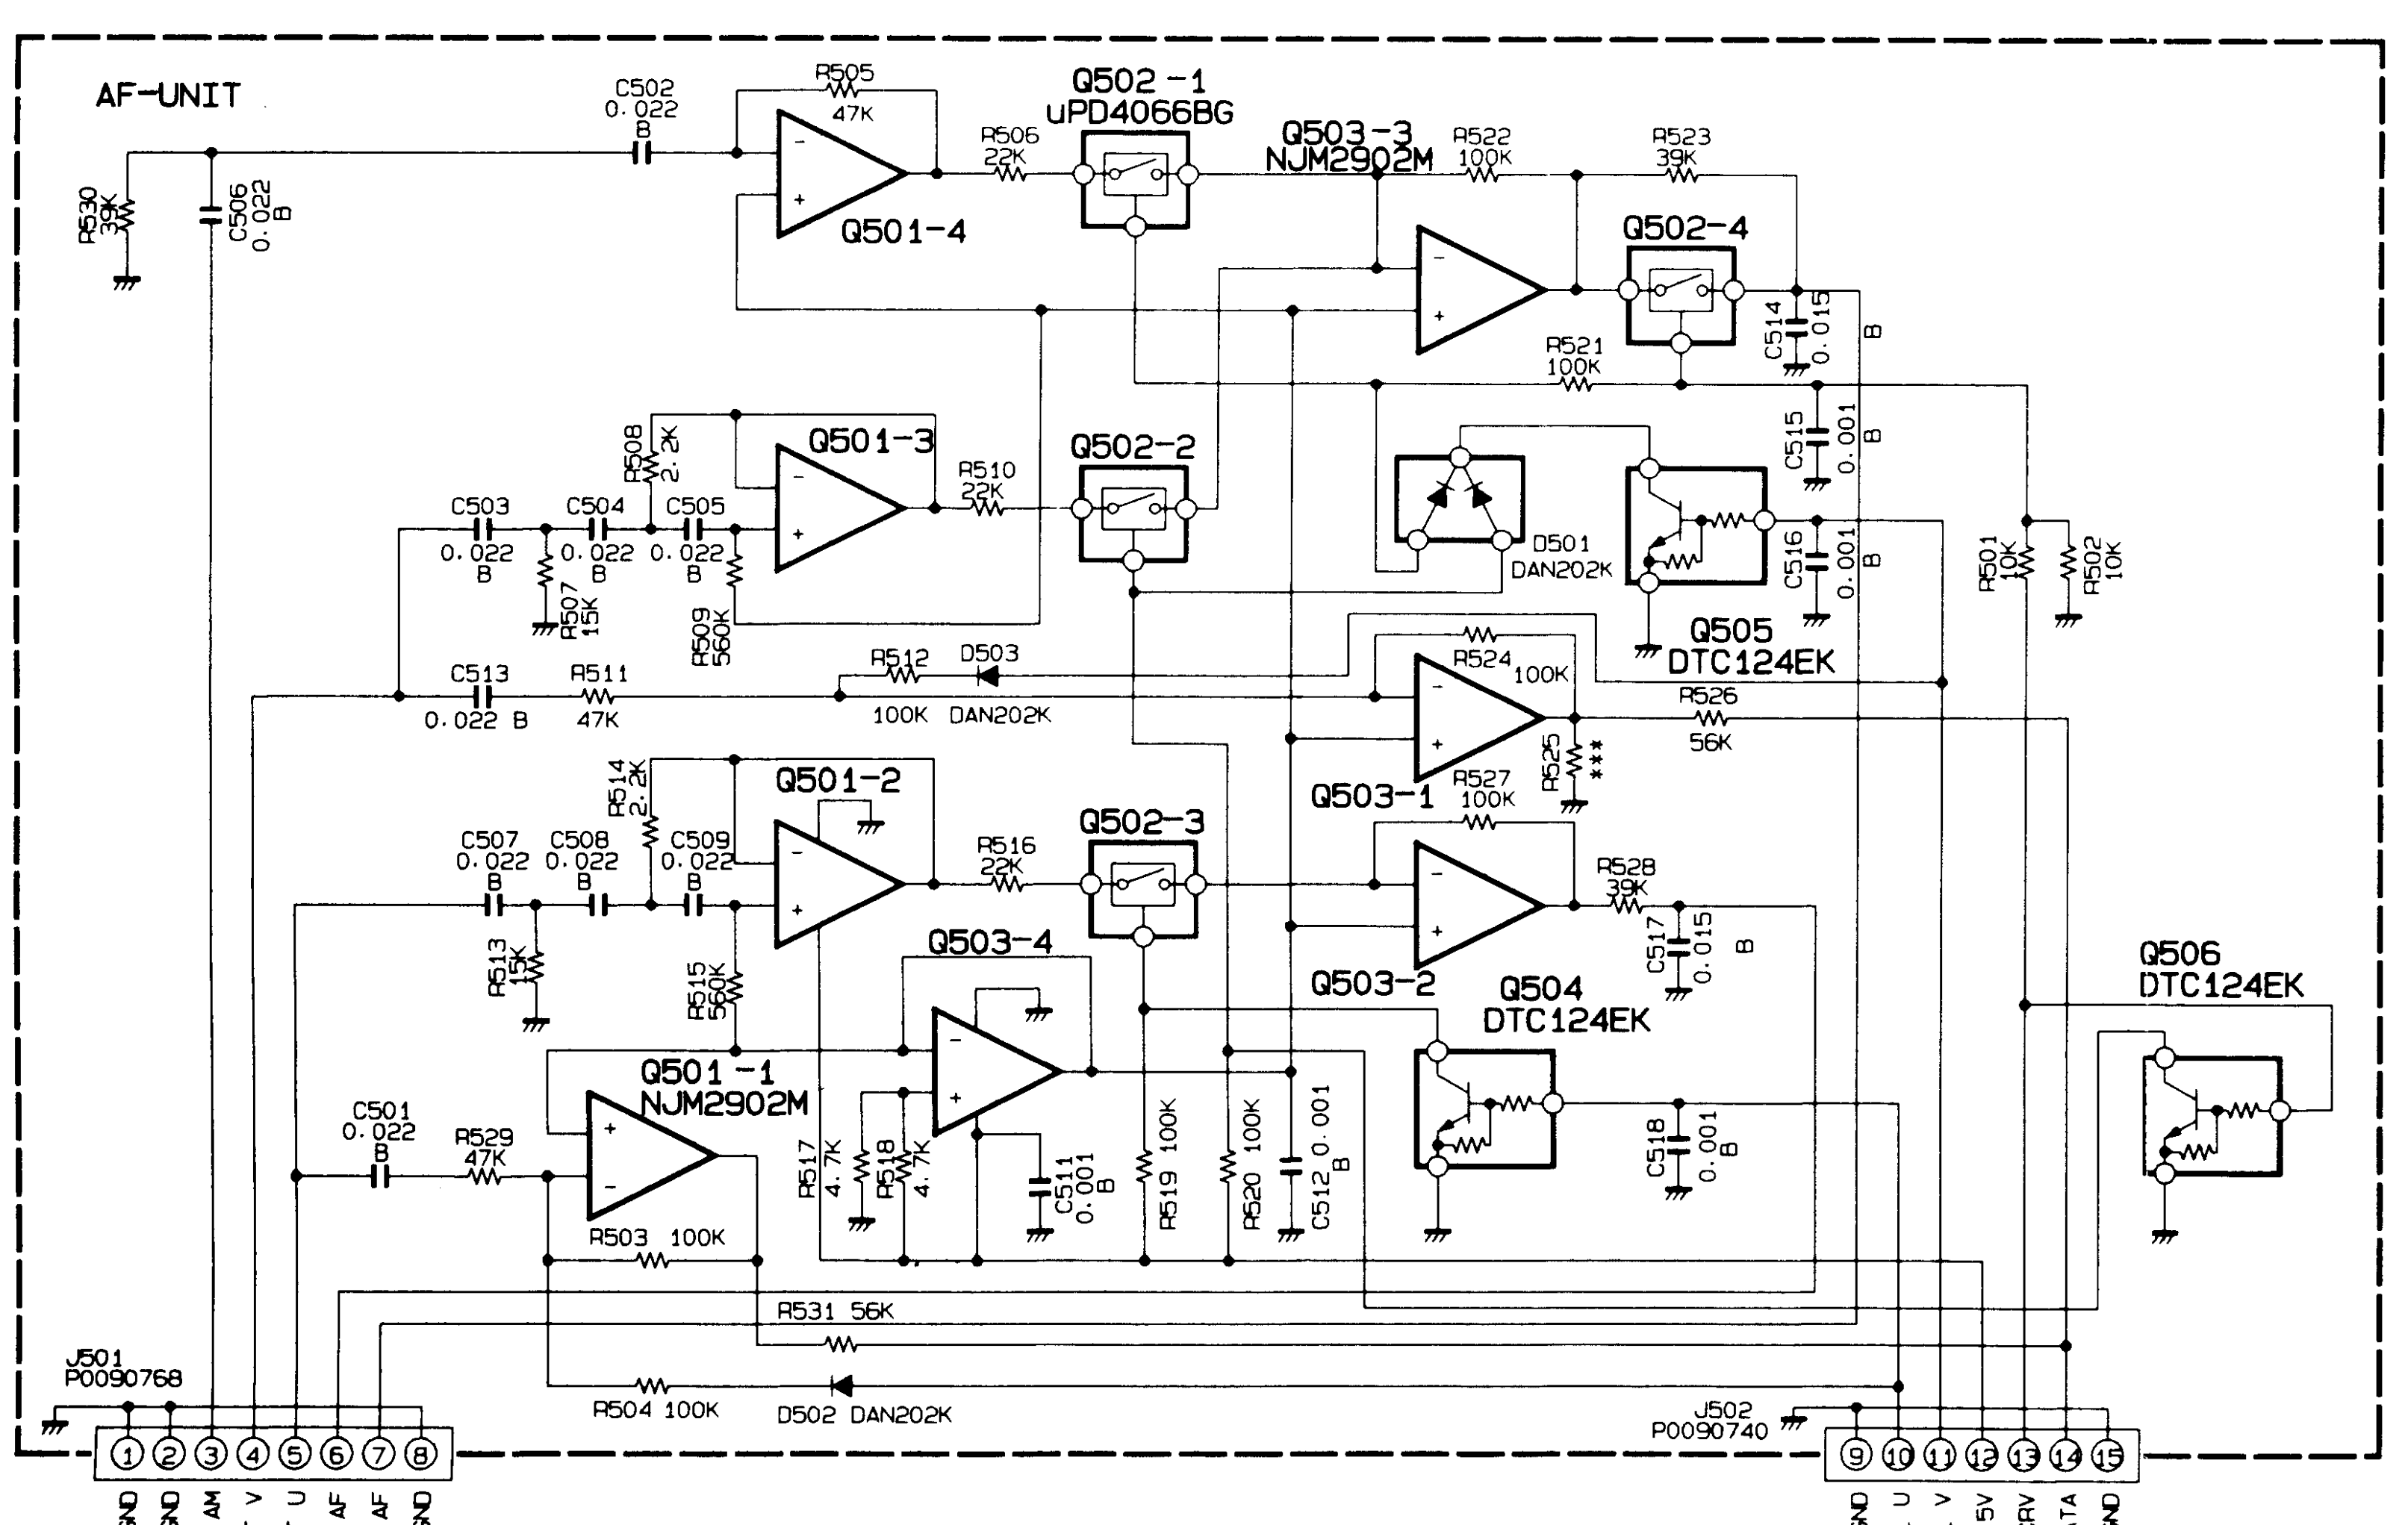 AF-UNIT
C502
0.022
B
R505
47K
Q502-1
uPD4066BG
R506
22K
Q503-3
NJM2902M
R522
100K
R523
39K
R530
39K
C506
0.022
B
-
+
Q501-4
Q502-4
-
+
C514
0.015
B
R521
100K
R508
2.2K
Q501-3
-
+
R510
22K
Q502-2
C515
0.001
B
C503
0.022
B
C504
0.022
B
C505
0.022
B
R507
15K
R509
560K
D501
DAN202K
C516
0.001
B
R501
10K
R502
10K
Q505
DTC124EK
C513
0.022 B
R511
47K
R512
100K
D503
DAN202K
R524
100K
-
+
R526
56K
R525
***
Q503-1
R514
2.2K
Q501-2
-
+
R527
100K
C507
0.022
B
C508
0.022
B
C509
0.022
B
R516
22K
Q502-3
-
+
R528
39K
C517
0.015
B
R513
15K
R515
560K
Q503-4
Q503-2
Q504
DTC124EK
Q506
DTC124EK
-
+
Q501-1
NJM2902M
C501
0.022
B
R529
47K
+
-
R517
4.7K
R518
4.7K
C511
0.001
B
R519 100K
R520 100K
C512 0.001
B
C518
0.001
B
R503 100K
R531 56K
J501
P0090768
R504 100K
D502 DAN202K
J502
P0090740
1 2 3 4 5 6 7 8
9 10 11 12 13 14 15
AM
V
U
AF
AF
U
V
5V